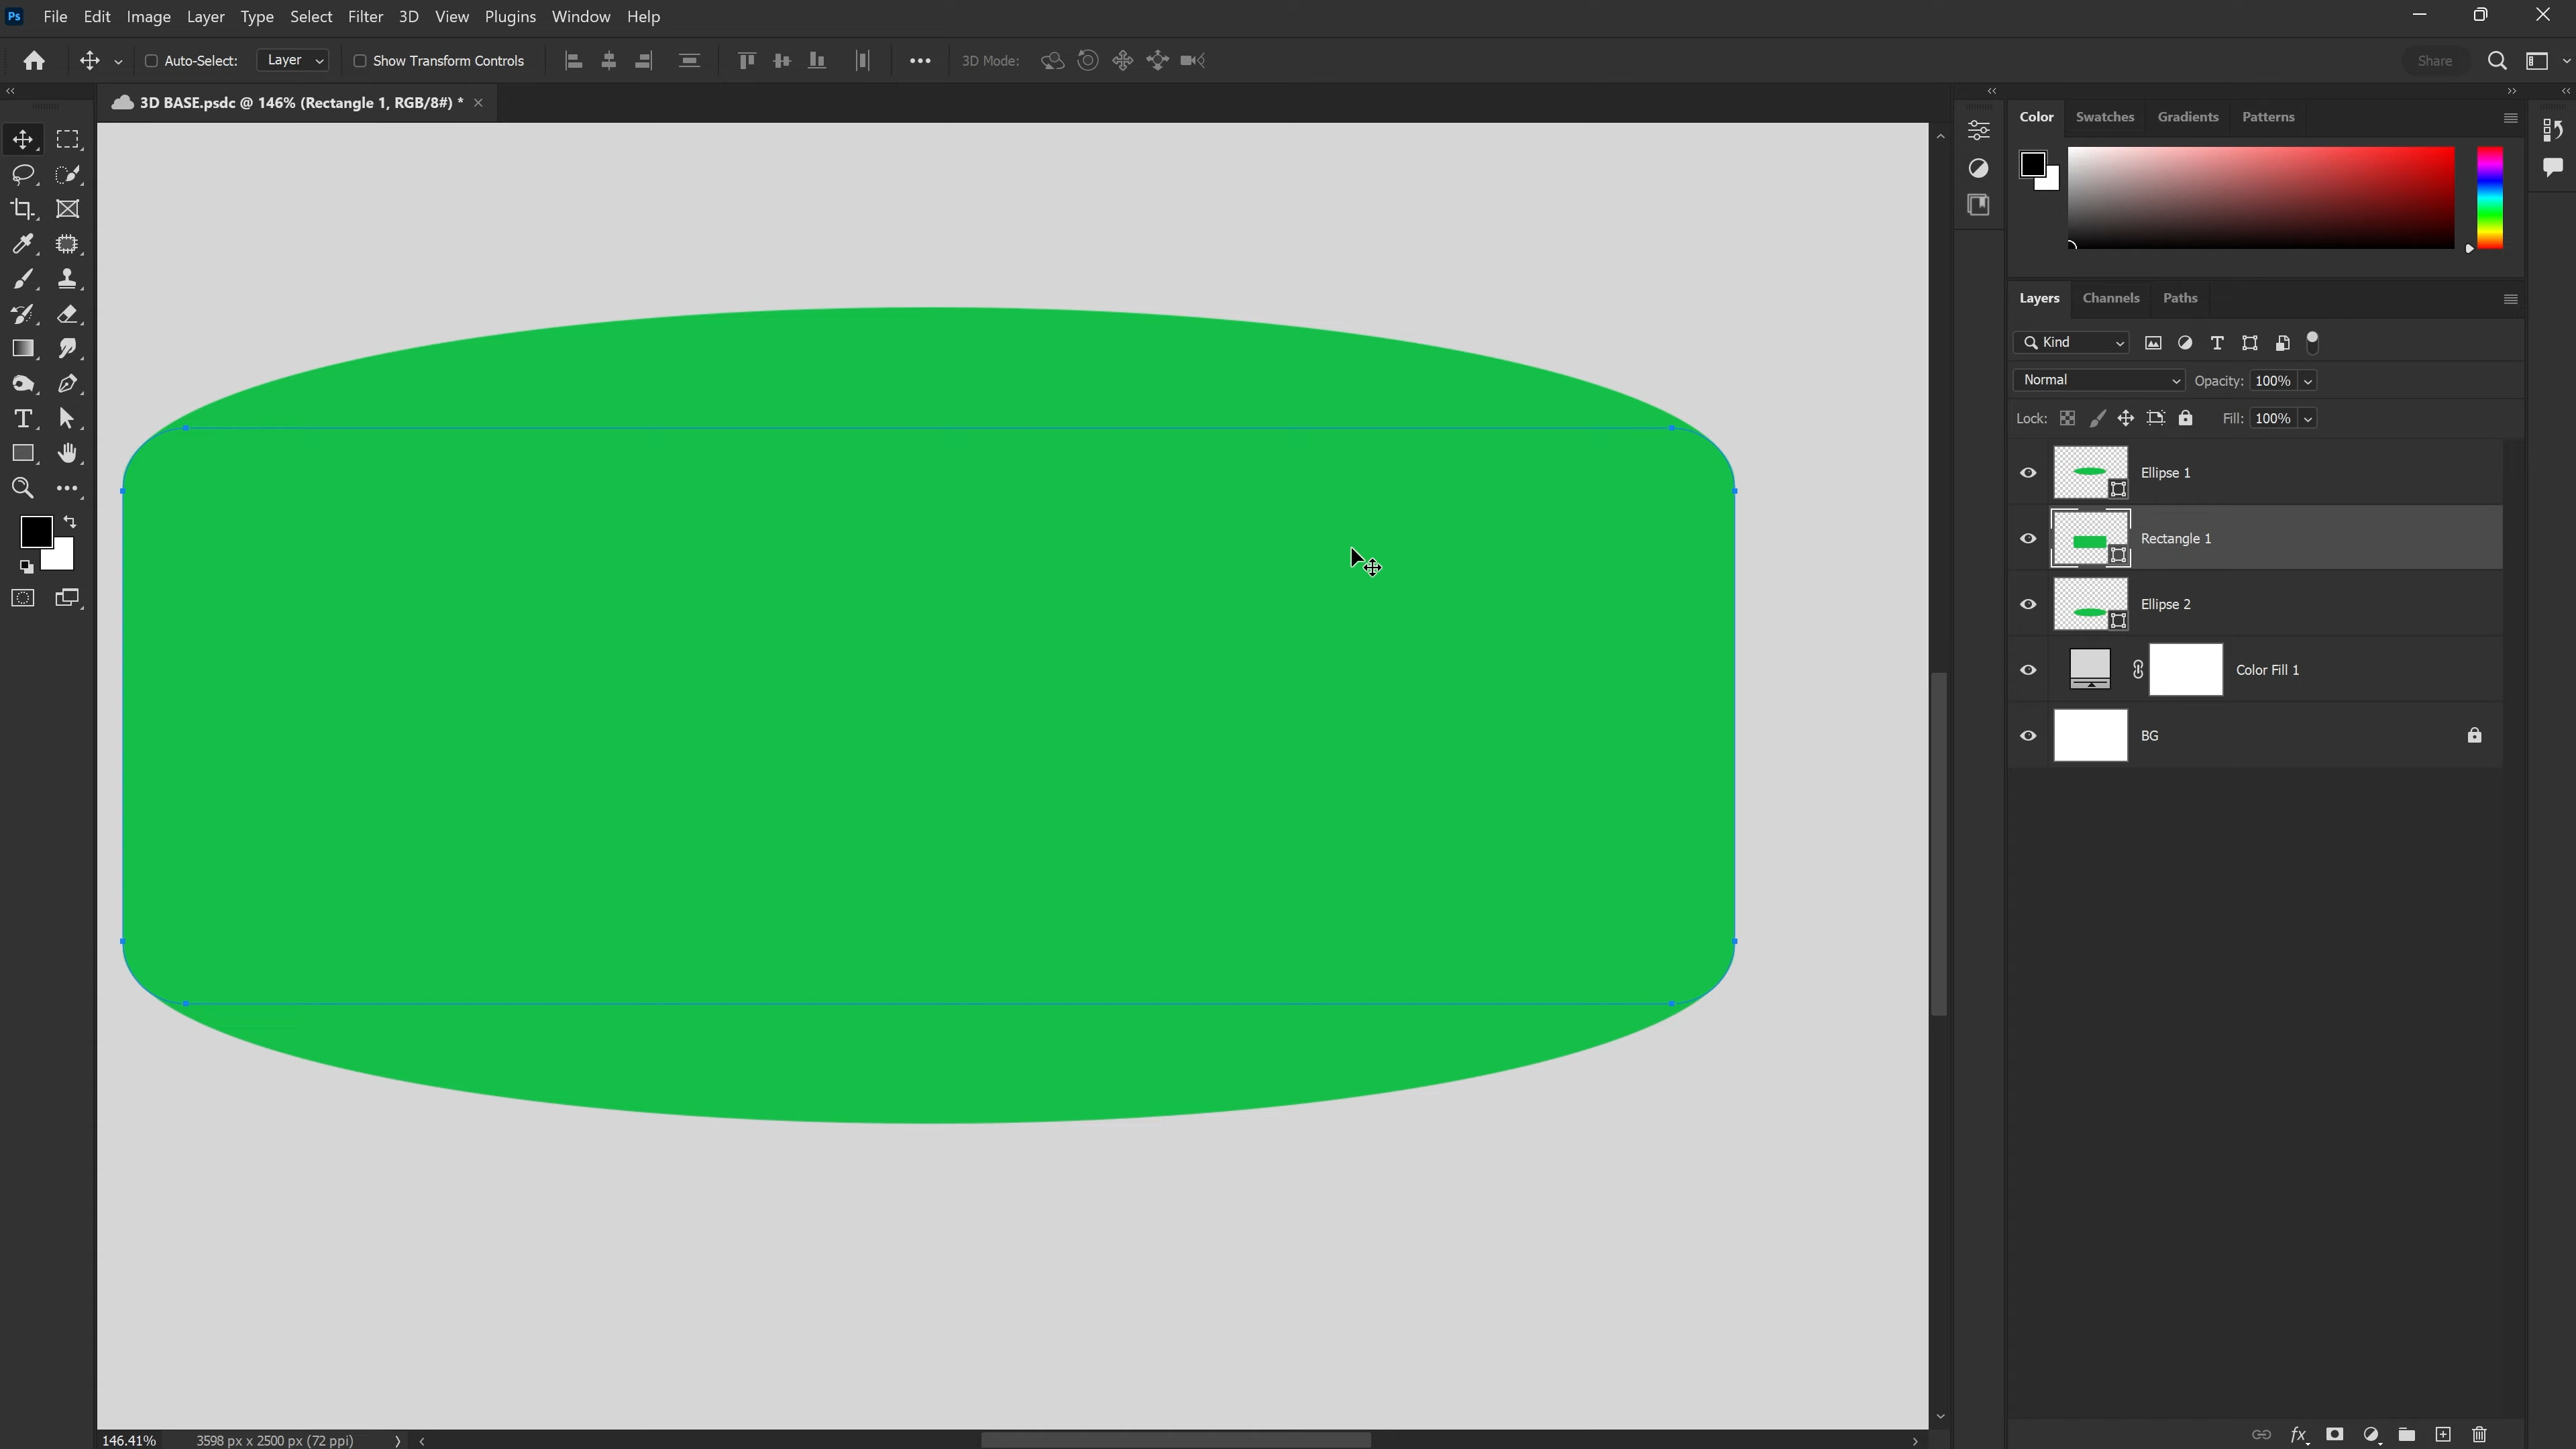 Ps File Edit Image Layer Type Select Filter 3D View Plugins Window Help
Auto-Select: Layer Show Transform Controls 3D Mode: Share
3D BASE.psdc @ 146% (Rectangle 1, RGB/8#) *
Color Swatches Gradients Patterns
Layers Channels Paths
Kind
Normal Opacity: 100%
Lock: Fill: 100%
Ellipse 1
Rectangle 1
Ellipse 2
Color Fill 1
BG
fx
146.41% 3598 px x 2500 px (72 ppi)